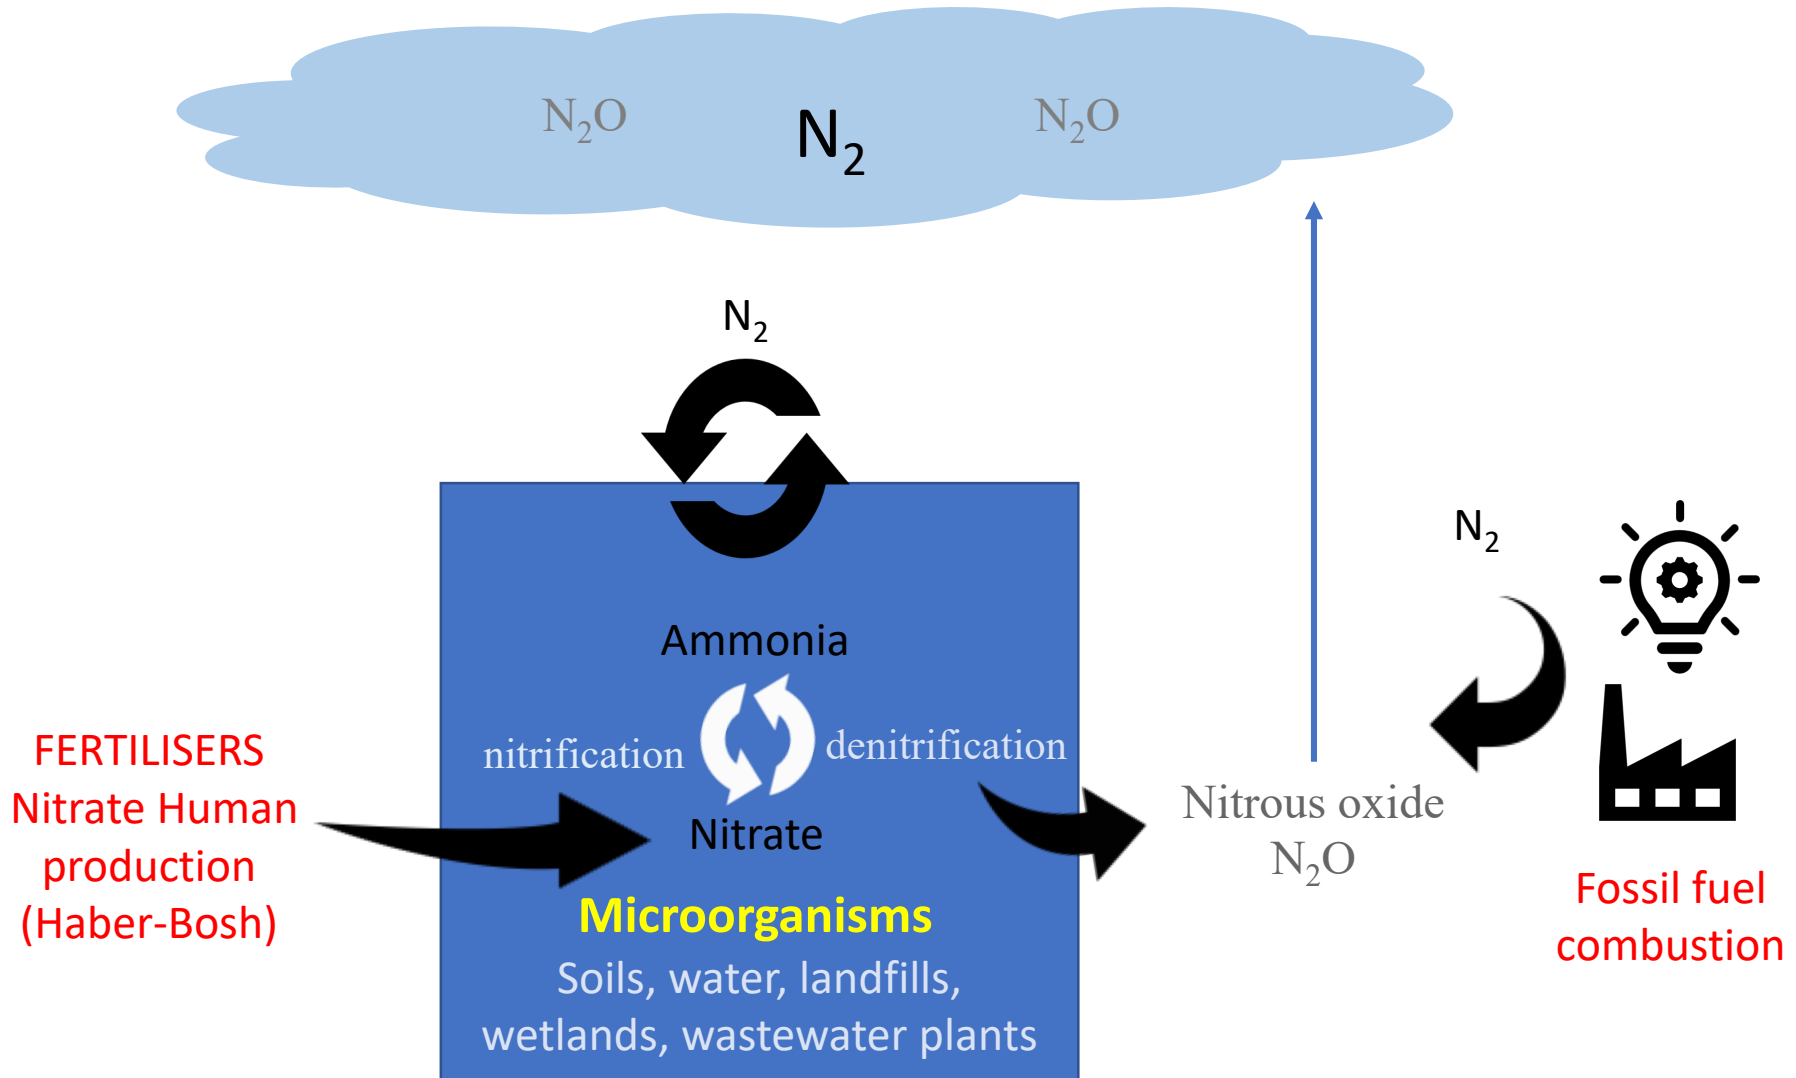 N₂O
N₂
N₂O
N₂
N₂
Ammonia
nitrification
denitrification
Nitrate
Microorganisms
Soils, water, landfills,
wetlands, wastewater plants
FERTILISERS
Nitrate Human
production
(Haber-Bosh)
Nitrous oxide
N₂O
Fossil fuel
combustion